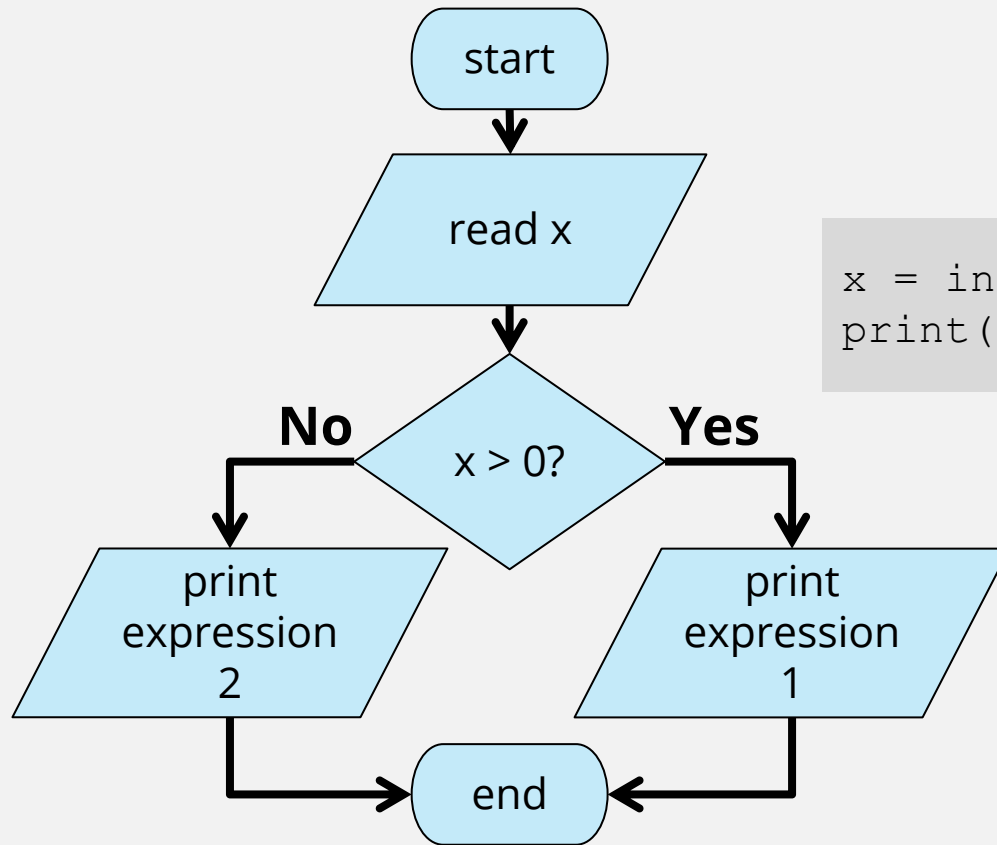 start
read x
x = in
print(
No
Yes
x > 0?
print
expression
2
print
expression
1
end